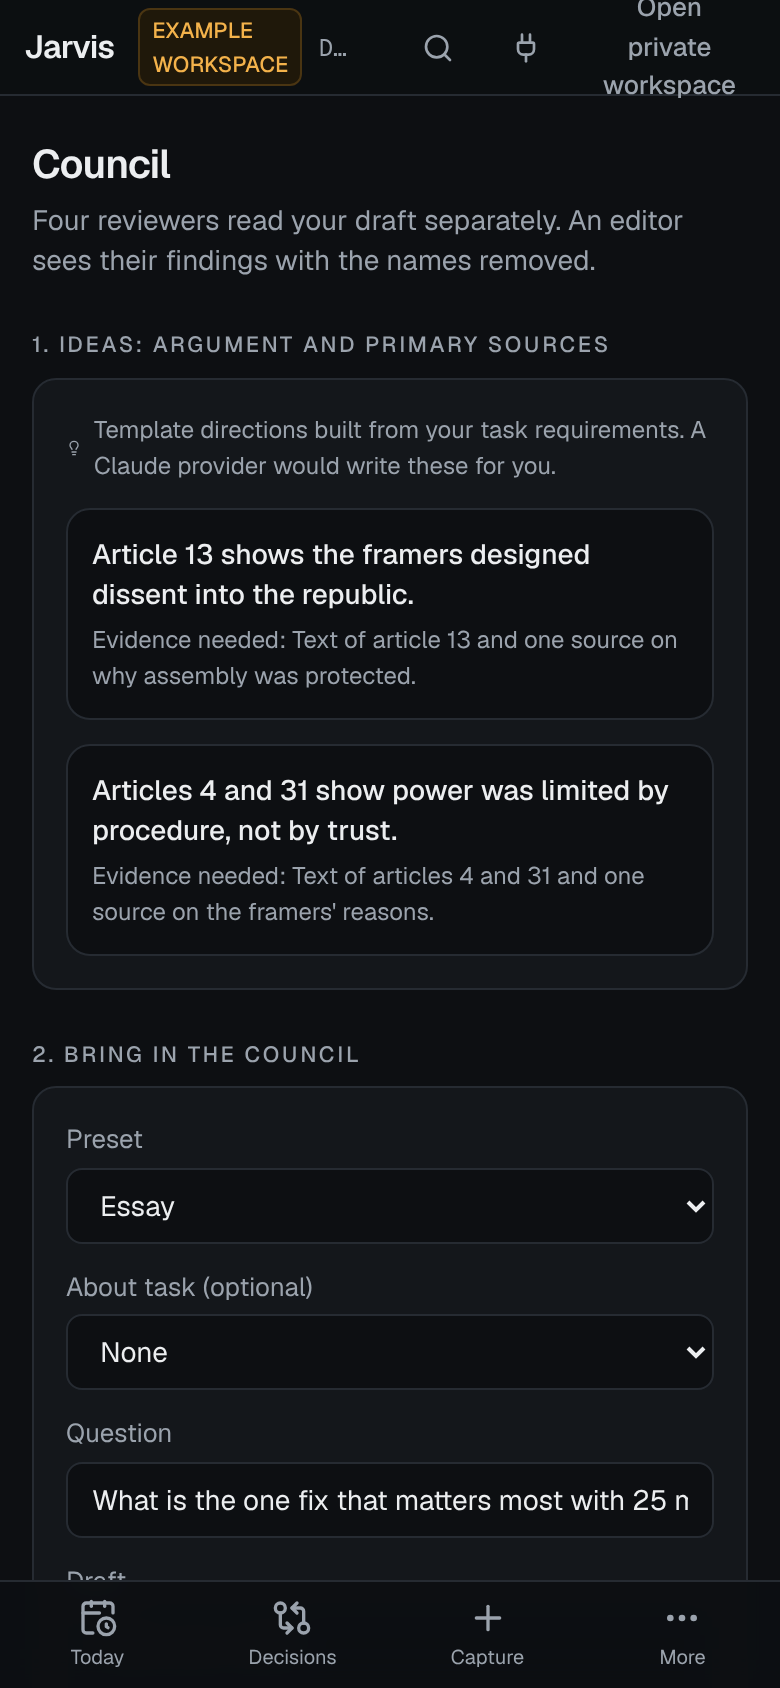 Jarvis
EXAMPLE
WORKSPACE
D...
Open
private
workspace
Council
Four reviewers read your draft separately. An editor
sees their findings with the names removed.
1. IDEAS: ARGUMENT AND PRIMARY SOURCES
Template directions built from your task requirements. A
Claude provider would write these for you.
Article 13 shows the framers designed
dissent into the republic.
Evidence needed: Text of article 13 and one source on
why assembly was protected.
Articles 4 and 31 show power was limited by
procedure, not by trust.
Evidence needed: Text of articles 4 and 31 and one
source on the framers' reasons.
2. BRING IN THE COUNCIL
Preset
Essay
About task (optional)
None
Question
What is the one fix that matters most with 25 m
Draft
Today
Decisions
Capture
More